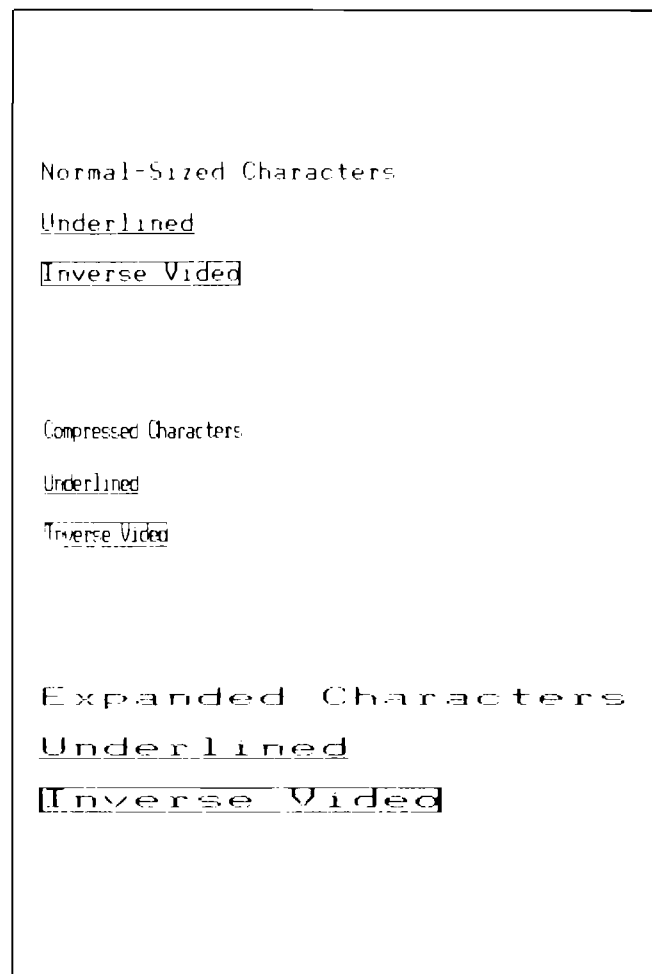 Normal-Sized Characters
Underlined
Inverse Video
Compressed Characters
Underlined
Inverse Video
Expanded Characters
Underlined
Inverse Video